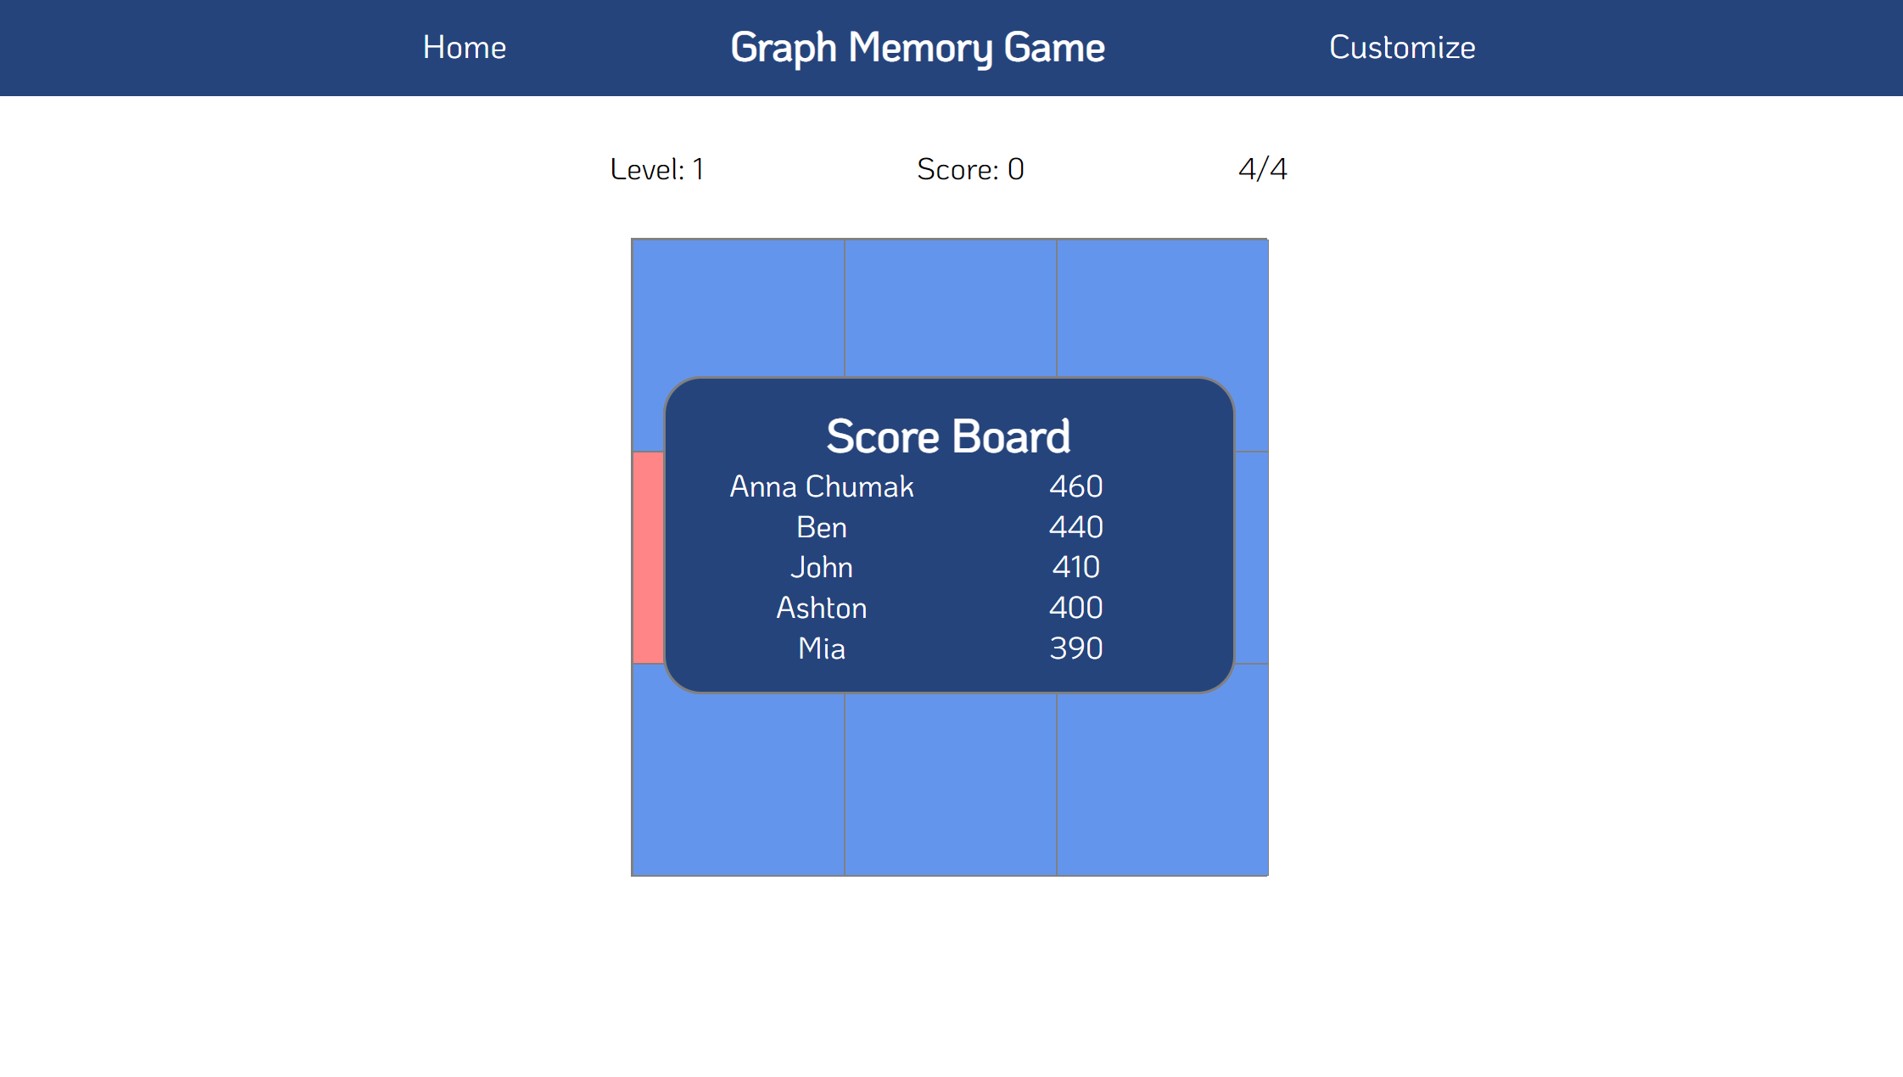 Home Graph Memory Game Customize
Level: 1 Score: 0 4/4
Score Board
Anna Chumak 460
Ben 440
John 410
Ashton 400
Mia 390